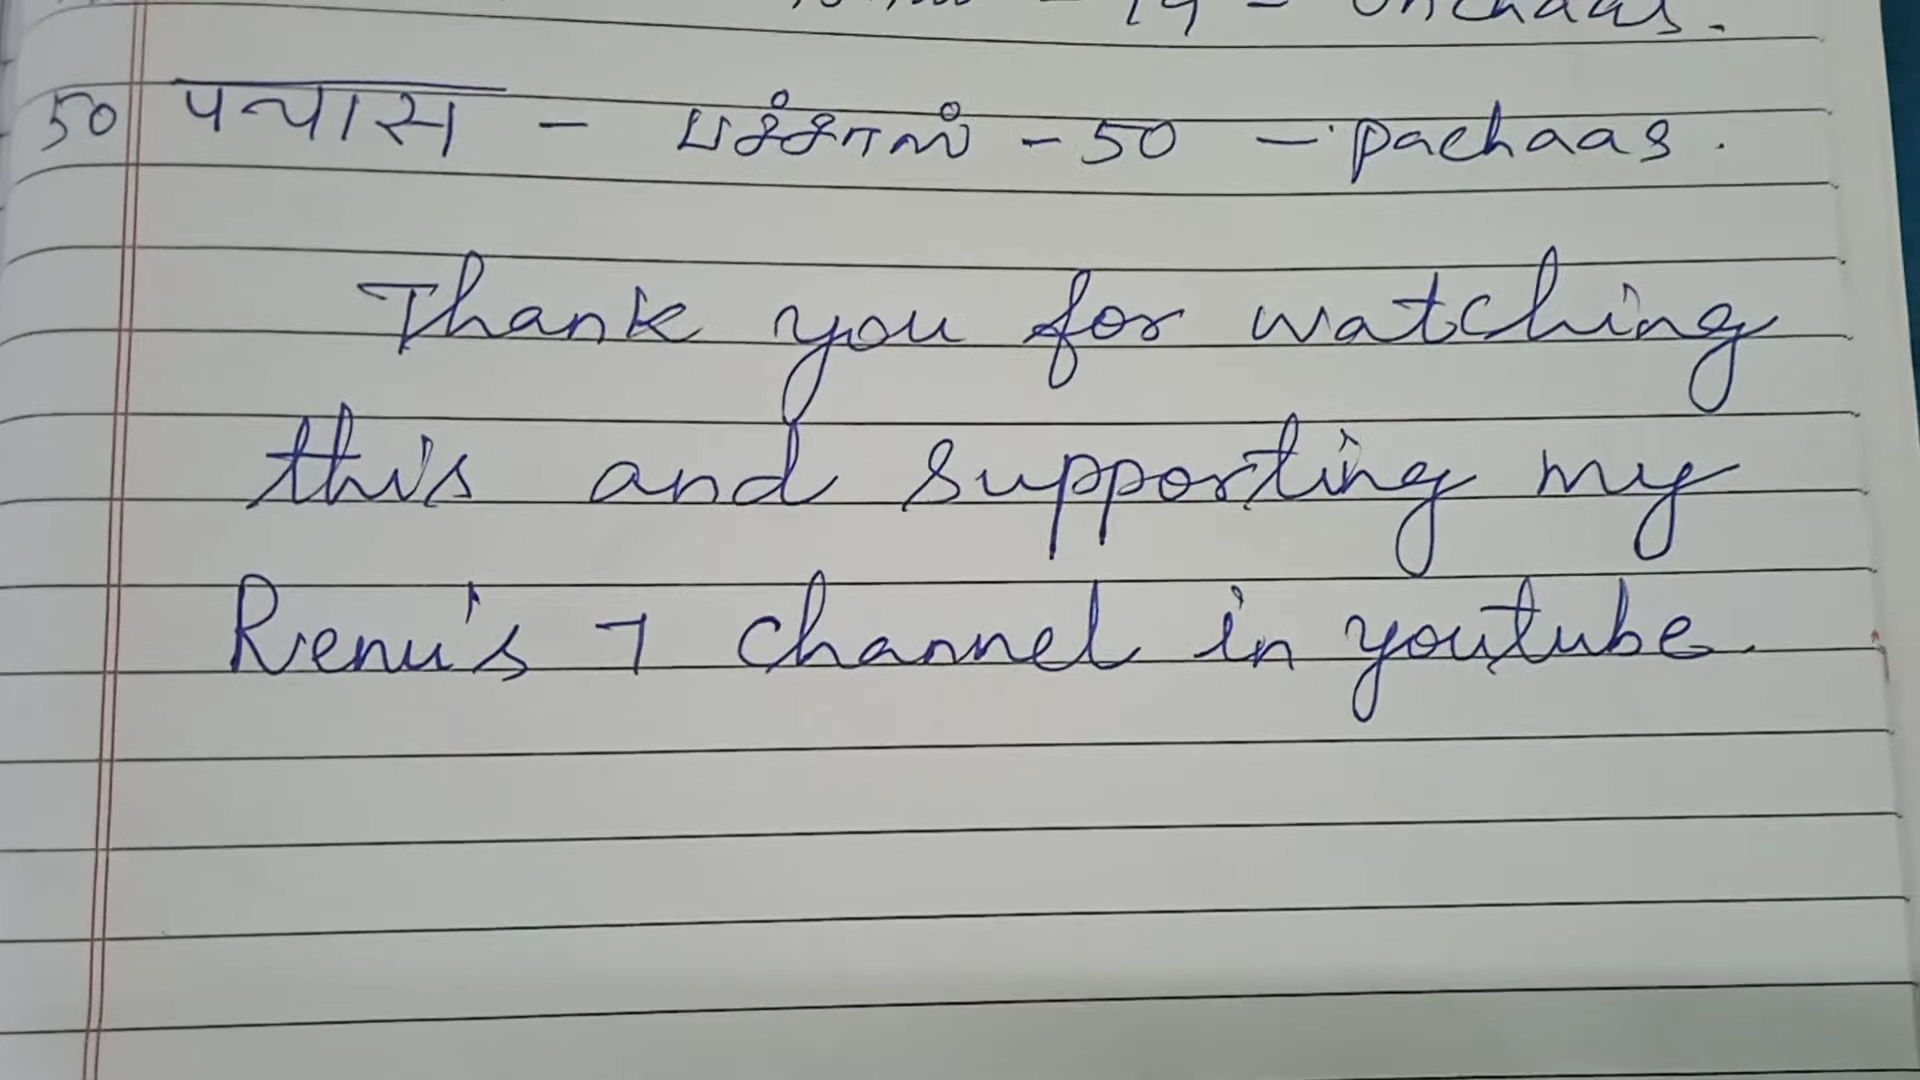 50 पचास - பச்சாஸ் - 50 - pachaas.
Thank you for watching
this and supporting my
Renu's 7 channel in youtube.